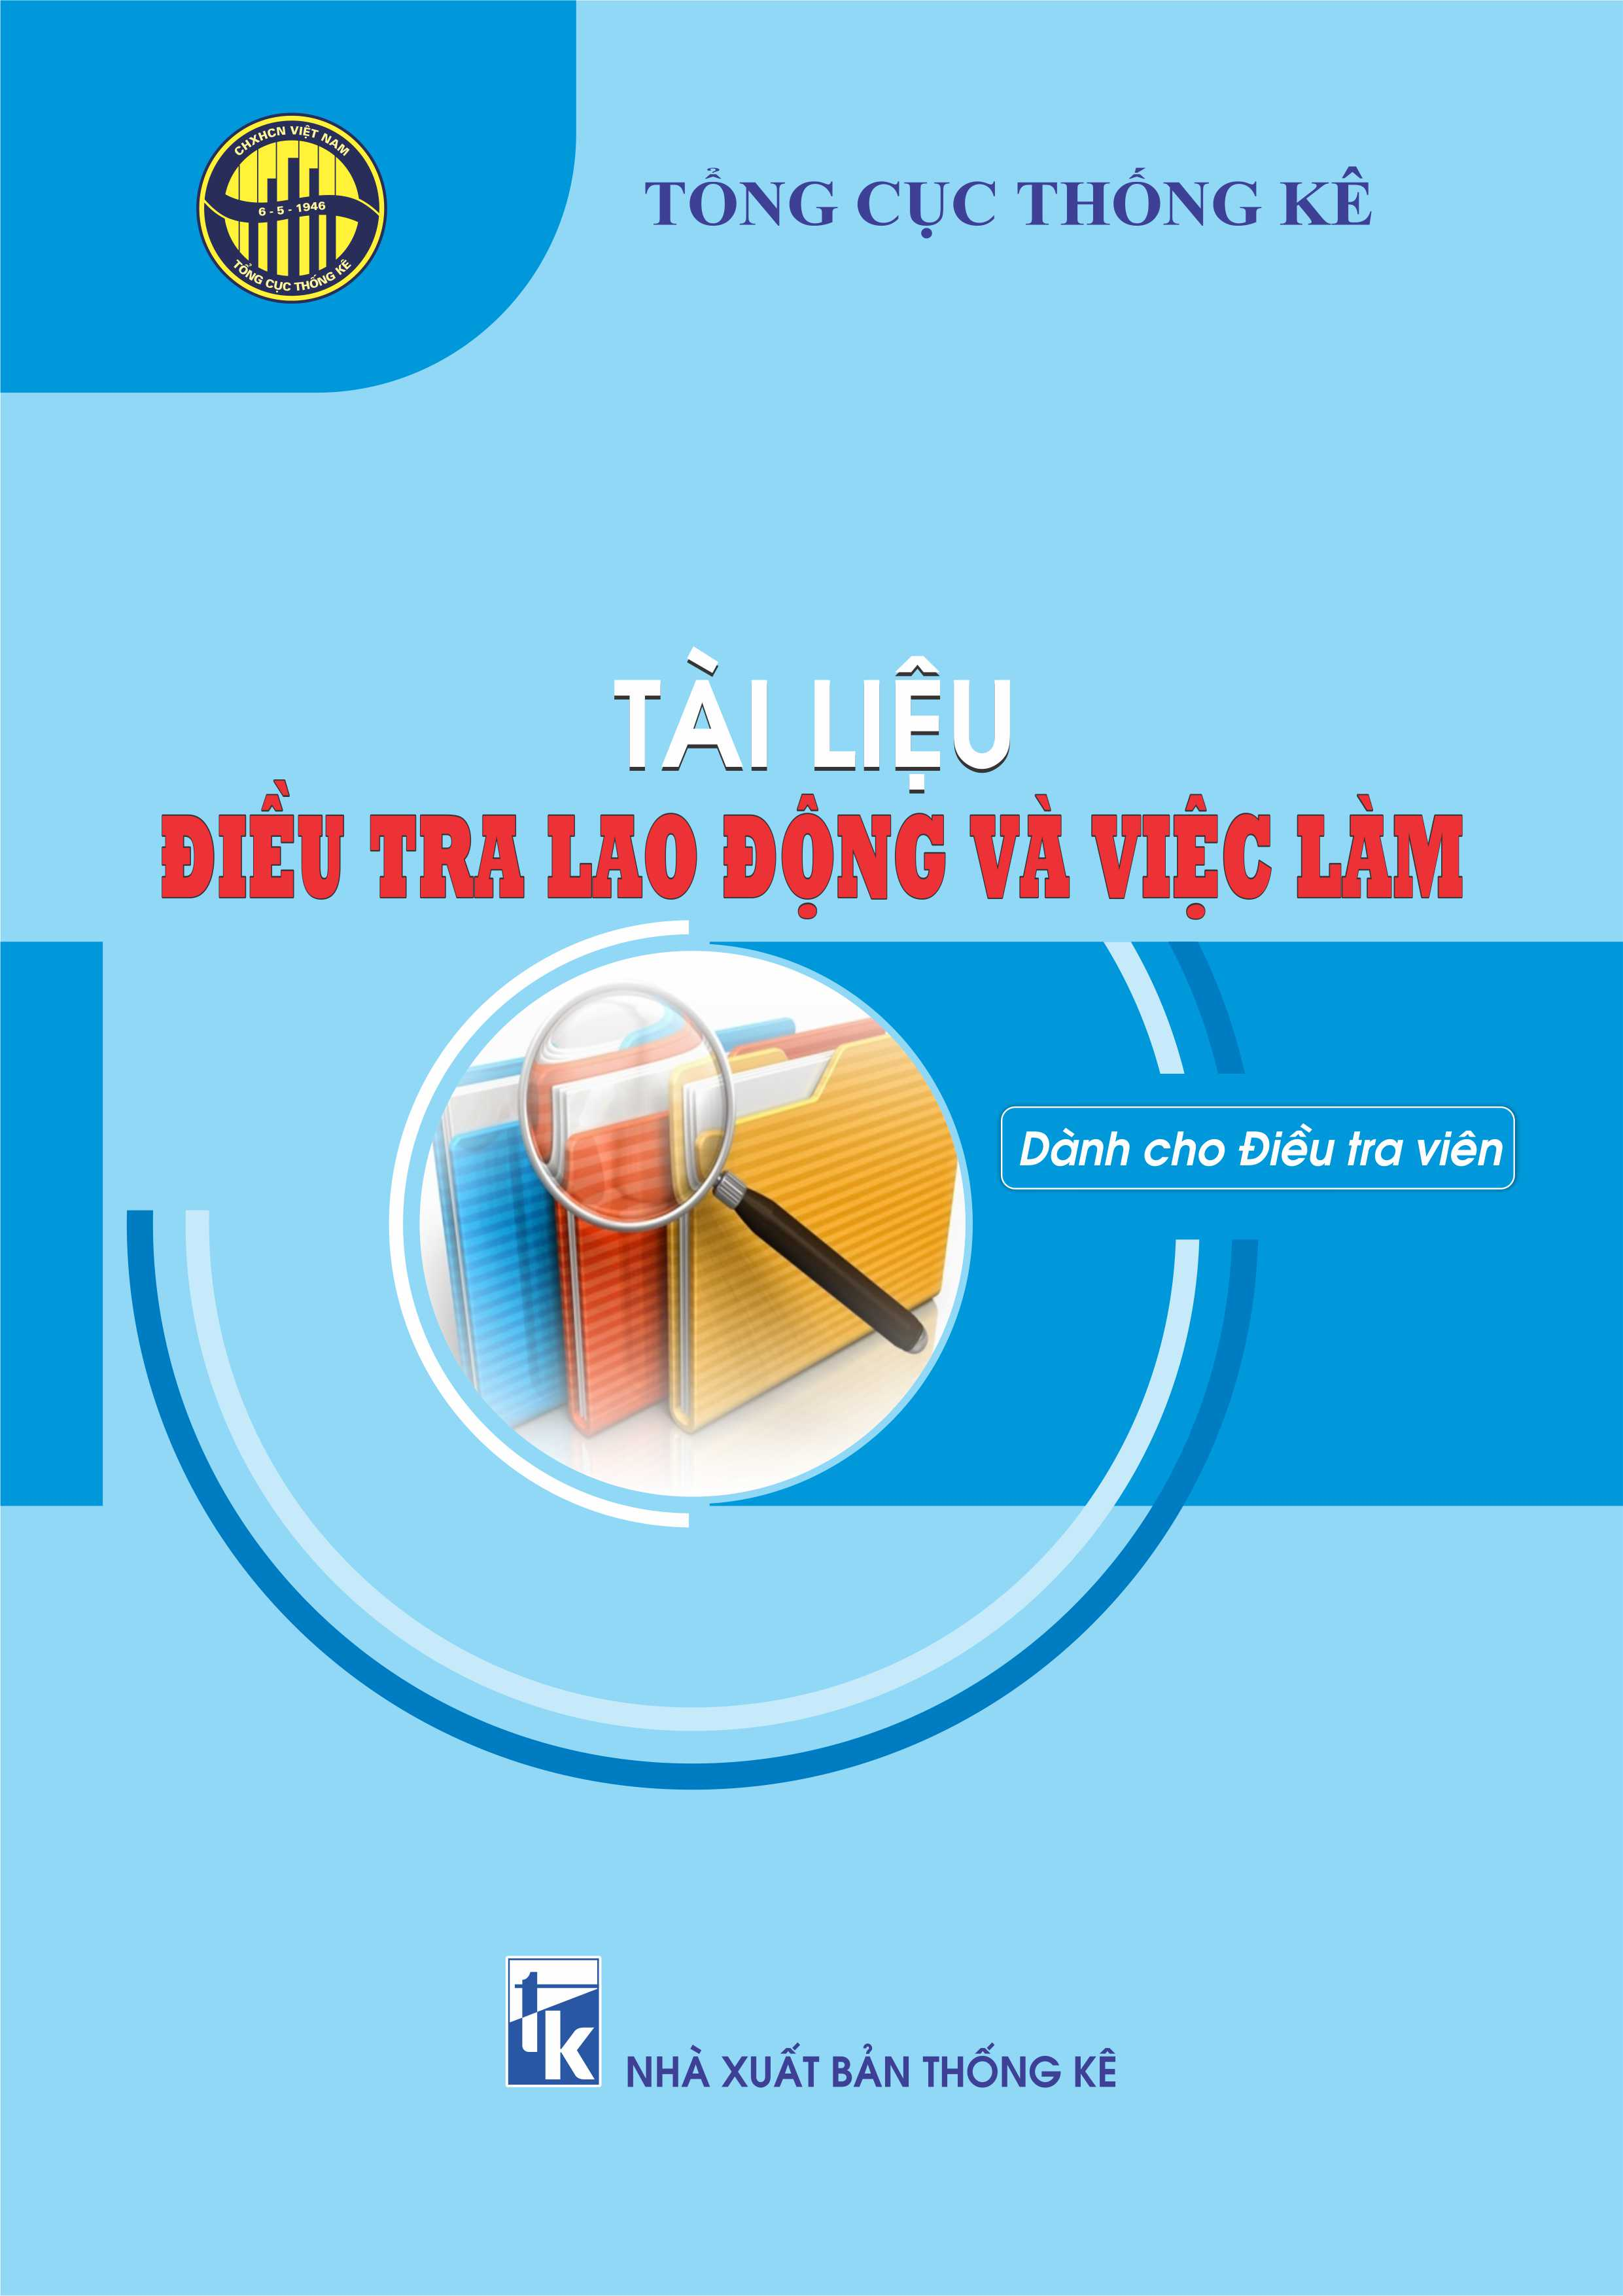 CHXHCN VIỆT NAM
6 - 5 - 1946
TỔNG CỤC THỐNG KÊ
TỔNG CỤC THỐNG KÊ
TÀI LIỆU
ĐIỀU TRA LAO ĐỘNG VÀ VIỆC LÀM
Dành cho Điều tra viên
tk
NHÀ XUẤT BẢN THỐNG KÊ